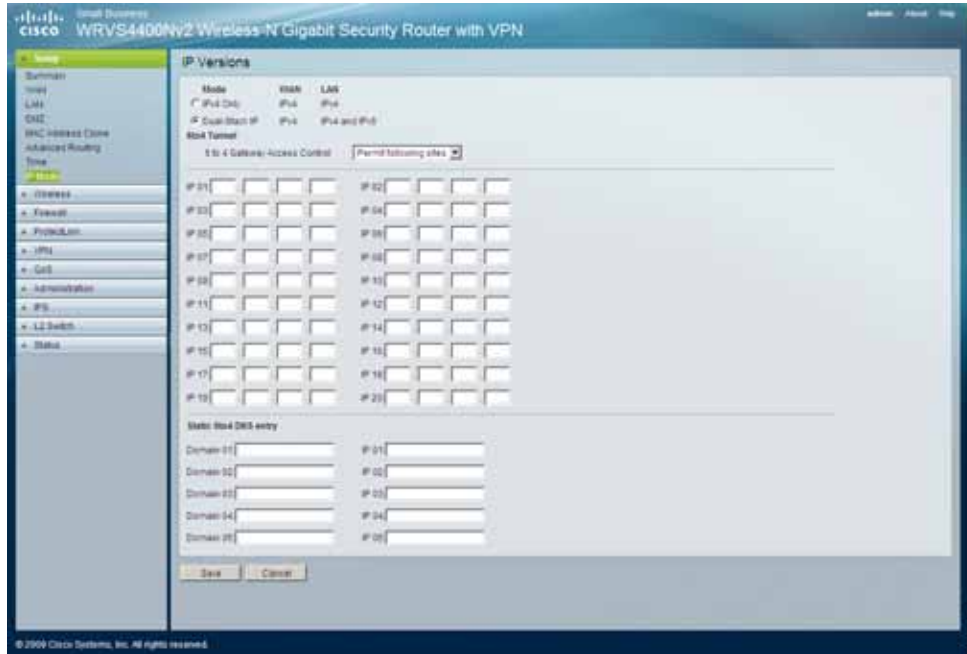 Small Business
cisco WRVS4400Nv2 Wireless-N Gigabit Security Router with VPN
admin About Help
Setup
Summary
WAN
LAN
DMZ
MAC Address Clone
Advanced Routing
Time
IP Mode
Wireless
Firewall
ProtectLink
VPN
QoS
Administration
IPS
L2 Switch
Status
IP Versions
Mode WAN LAN
IPv4 Only IPv4 IPv4
Dual-Stack IP IPv4 IPv4 and IPv6
6to4 Tunnel
6 to 4 Gateway Access Control Permit following sites
IP 01 IP 02
IP 03 IP 04
IP 05 IP 06
IP 07 IP 08
IP 09 IP 10
IP 11 IP 12
IP 13 IP 14
IP 15 IP 16
IP 17 IP 18
IP 19 IP 20
Static 6to4 DNS entry
Domain 01 IP 01
Domain 02 IP 02
Domain 03 IP 03
Domain 04 IP 04
Domain 05 IP 05
Save Cancel
© 2009 Cisco Systems, Inc. All rights reserved.